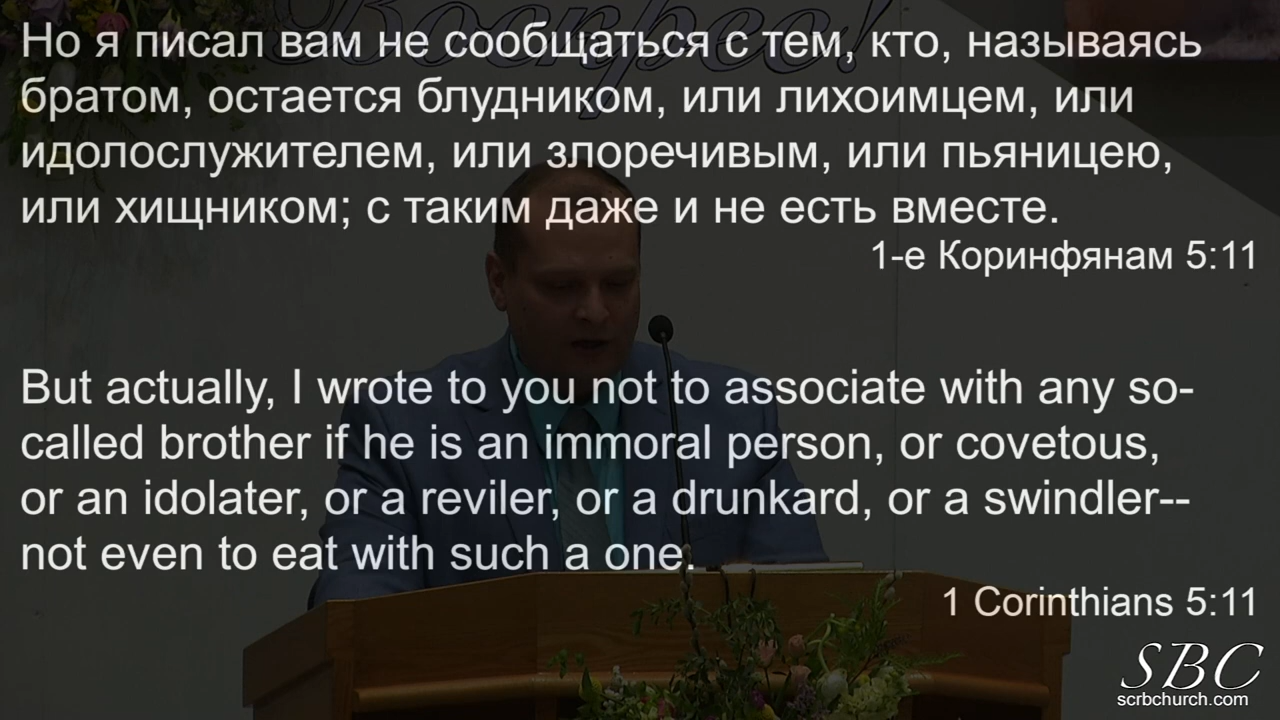 Воскрес!
Но я писал вам не сообщаться с тем, кто, называясь
братом, остается блудником, или лихоимцем, или
идолослужителем, или злоречивым, или пьяницею,
или хищником; с таким даже и не есть вместе.
1-е Коринфянам 5:11
But actually, I wrote to you not to associate with any so-
called brother if he is an immoral person, or covetous,
or an idolater, or a reviler, or a drunkard, or a swindler--
not even to eat with such a one.
1 Corinthians 5:11
SBC
scrbchurch.com